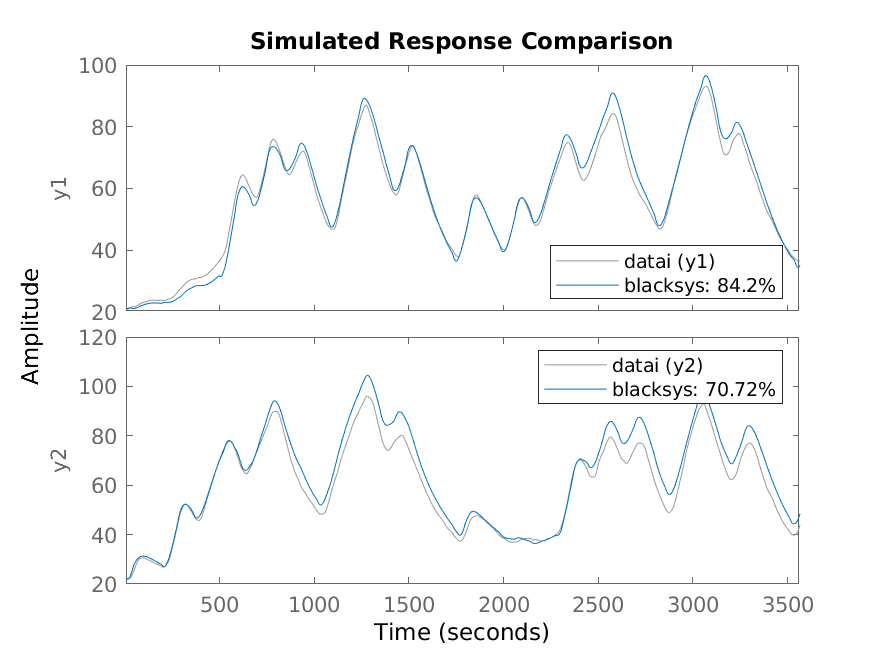 Simulated Response Comparison
100
80
60
40
20
y1
datai (y1)
blacksys: 84.2%
Amplitude
120
100
80
60
40
20
y2
datai (y2)
blacksys: 70.72%
500 1000 1500 2000 2500 3000 3500
Time (seconds)